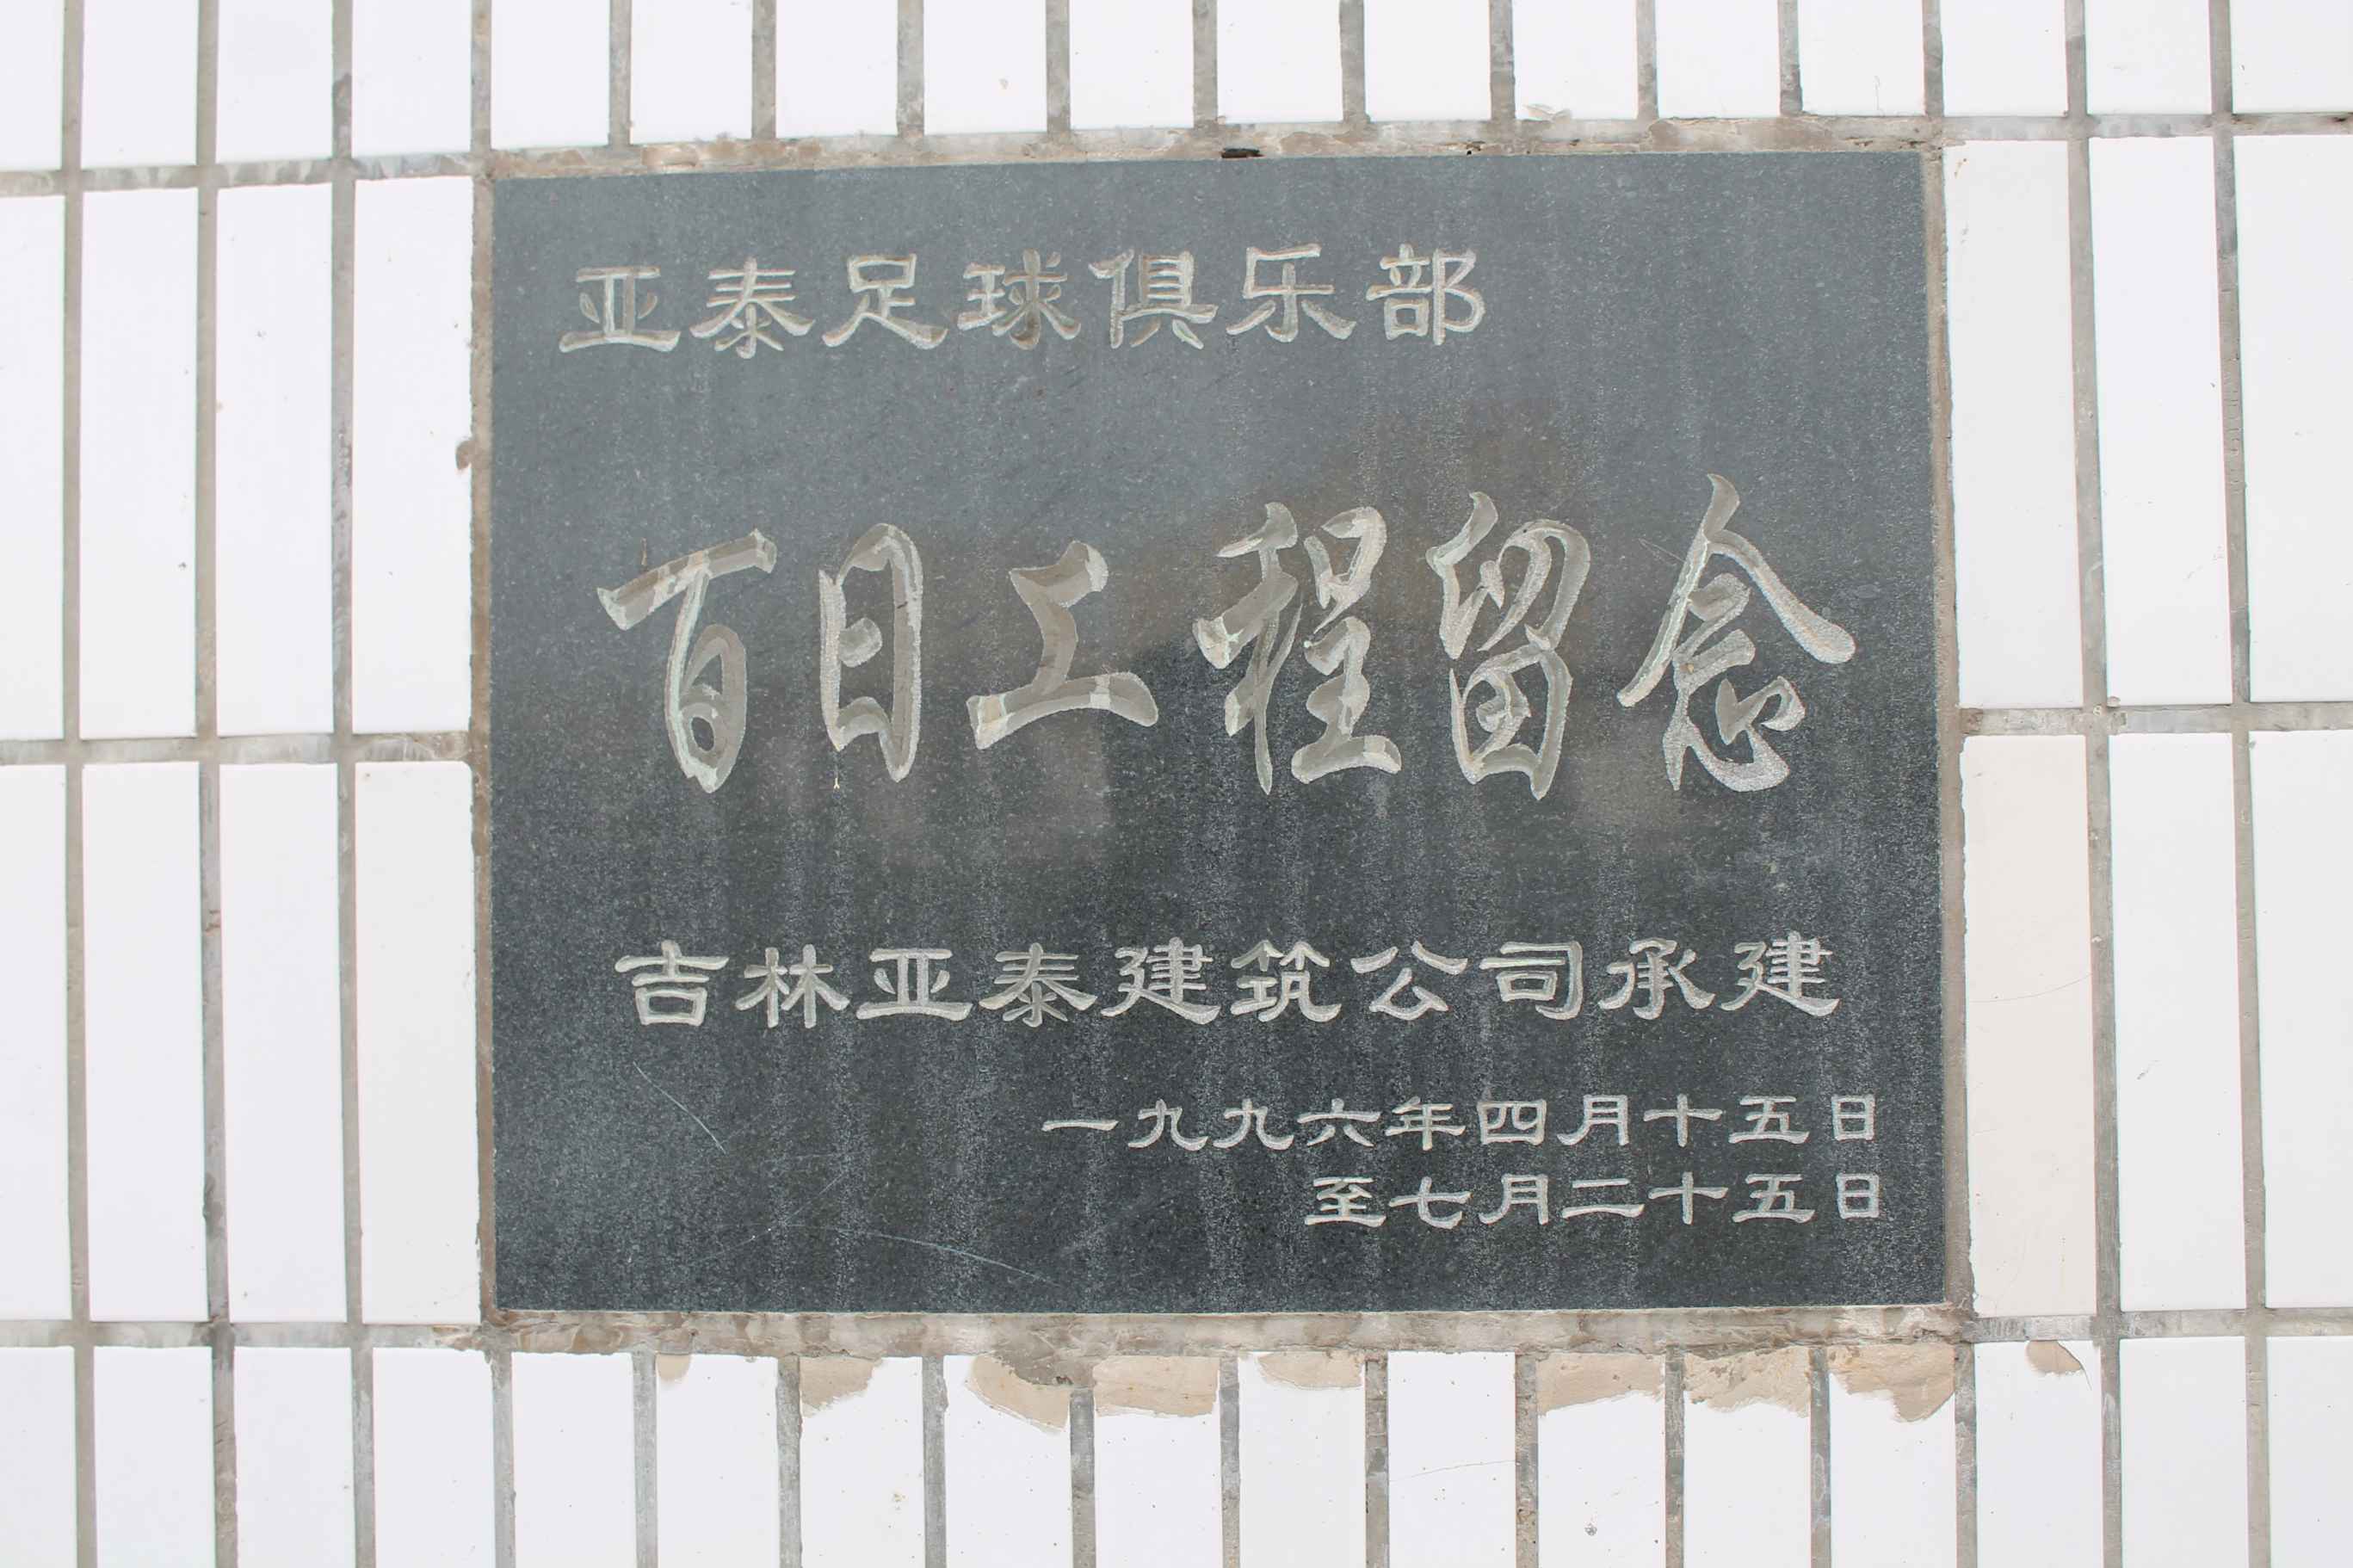 亚泰足球俱乐部
百日工程留念
吉林亚泰建筑公司承建
一九九六年四月十五日
至七月二十五日